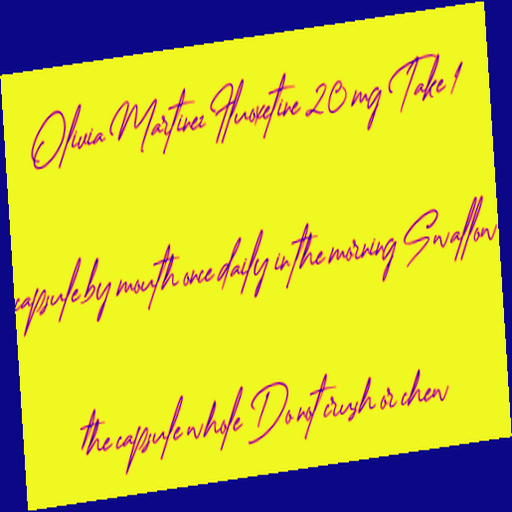 Olivia Martinez Fluoxetine 20 mg Take 1
capsule by mouth once daily in the morning Swallow
the capsule whole Do not crush or chew